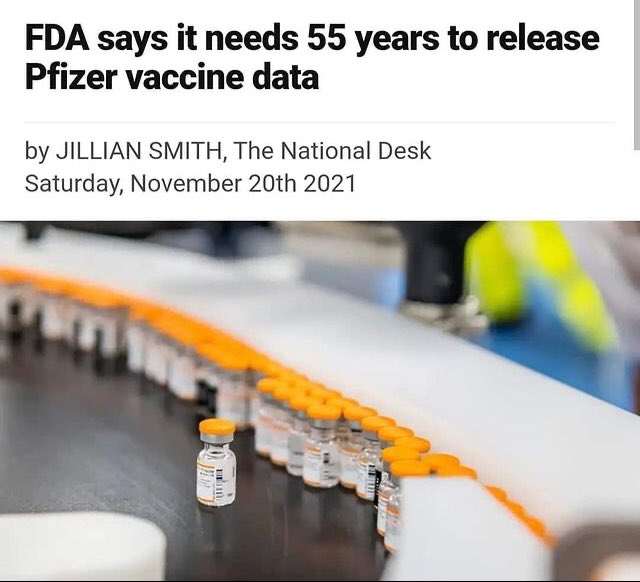 FDA says it needs 55 years to release
Pfizer vaccine data
by JILLIAN SMITH, The National Desk
Saturday, November 20th 2021